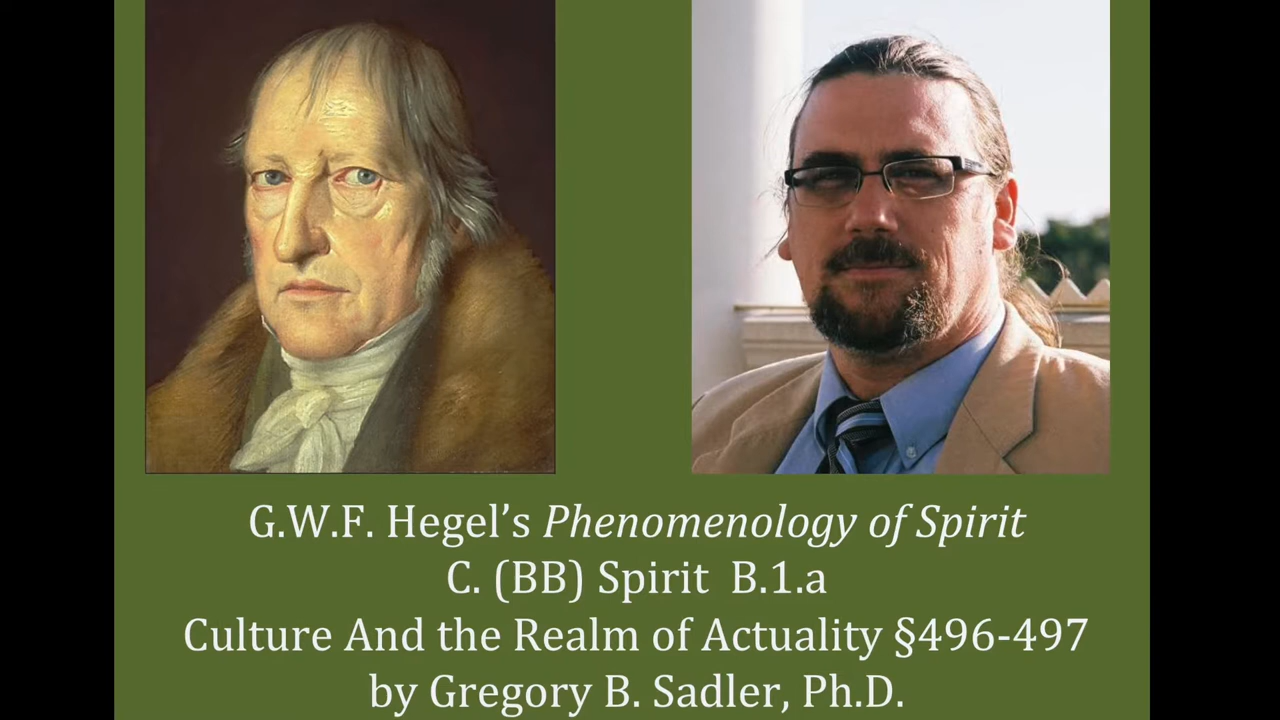 G.W.F. Hegel’s Phenomenology of Spirit
C. (BB) Spirit B.1.a
Culture And the Realm of Actuality §496-497
by Gregory B. Sadler, Ph.D.